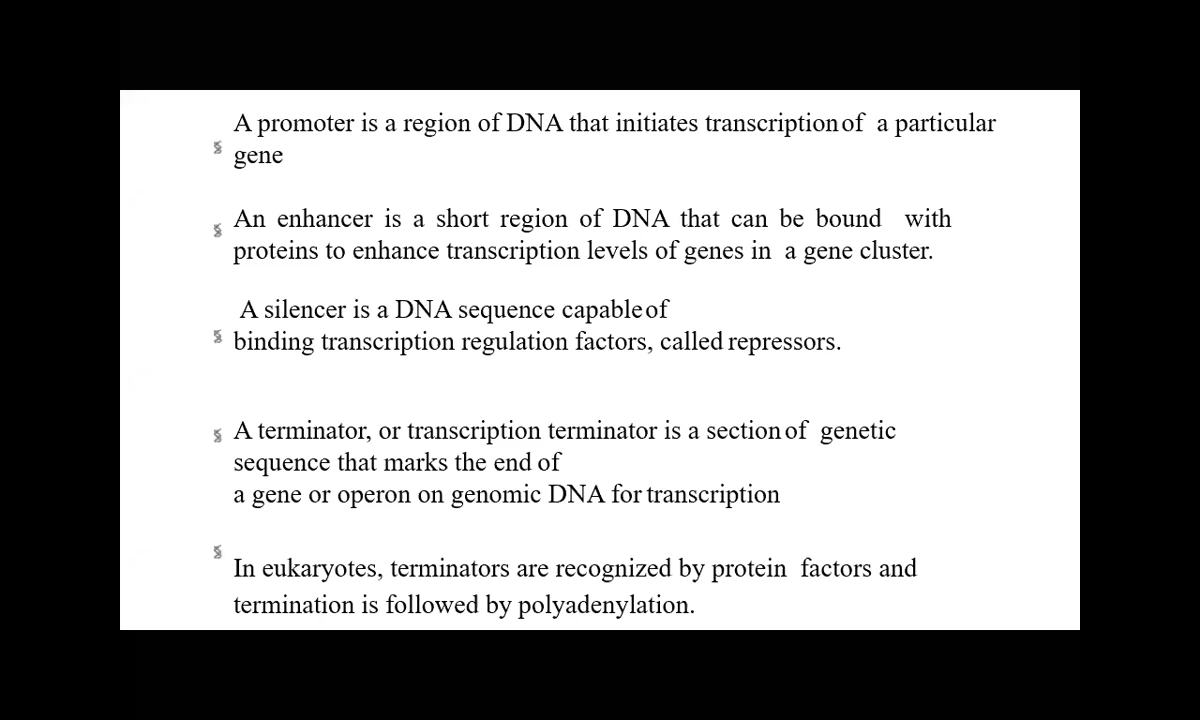 A promoter is a region of DNA that initiates transcription of a particular
§ gene
An enhancer is a short region of DNA that can be bound with
§ proteins to enhance transcription levels of genes in a gene cluster.
A silencer is a DNA sequence capable of
§ binding transcription regulation factors, called repressors.
§ A terminator, or transcription terminator is a section of genetic
sequence that marks the end of
a gene or operon on genomic DNA for transcription
§ In eukaryotes, terminators are recognized by protein factors and
termination is followed by polyadenylation.